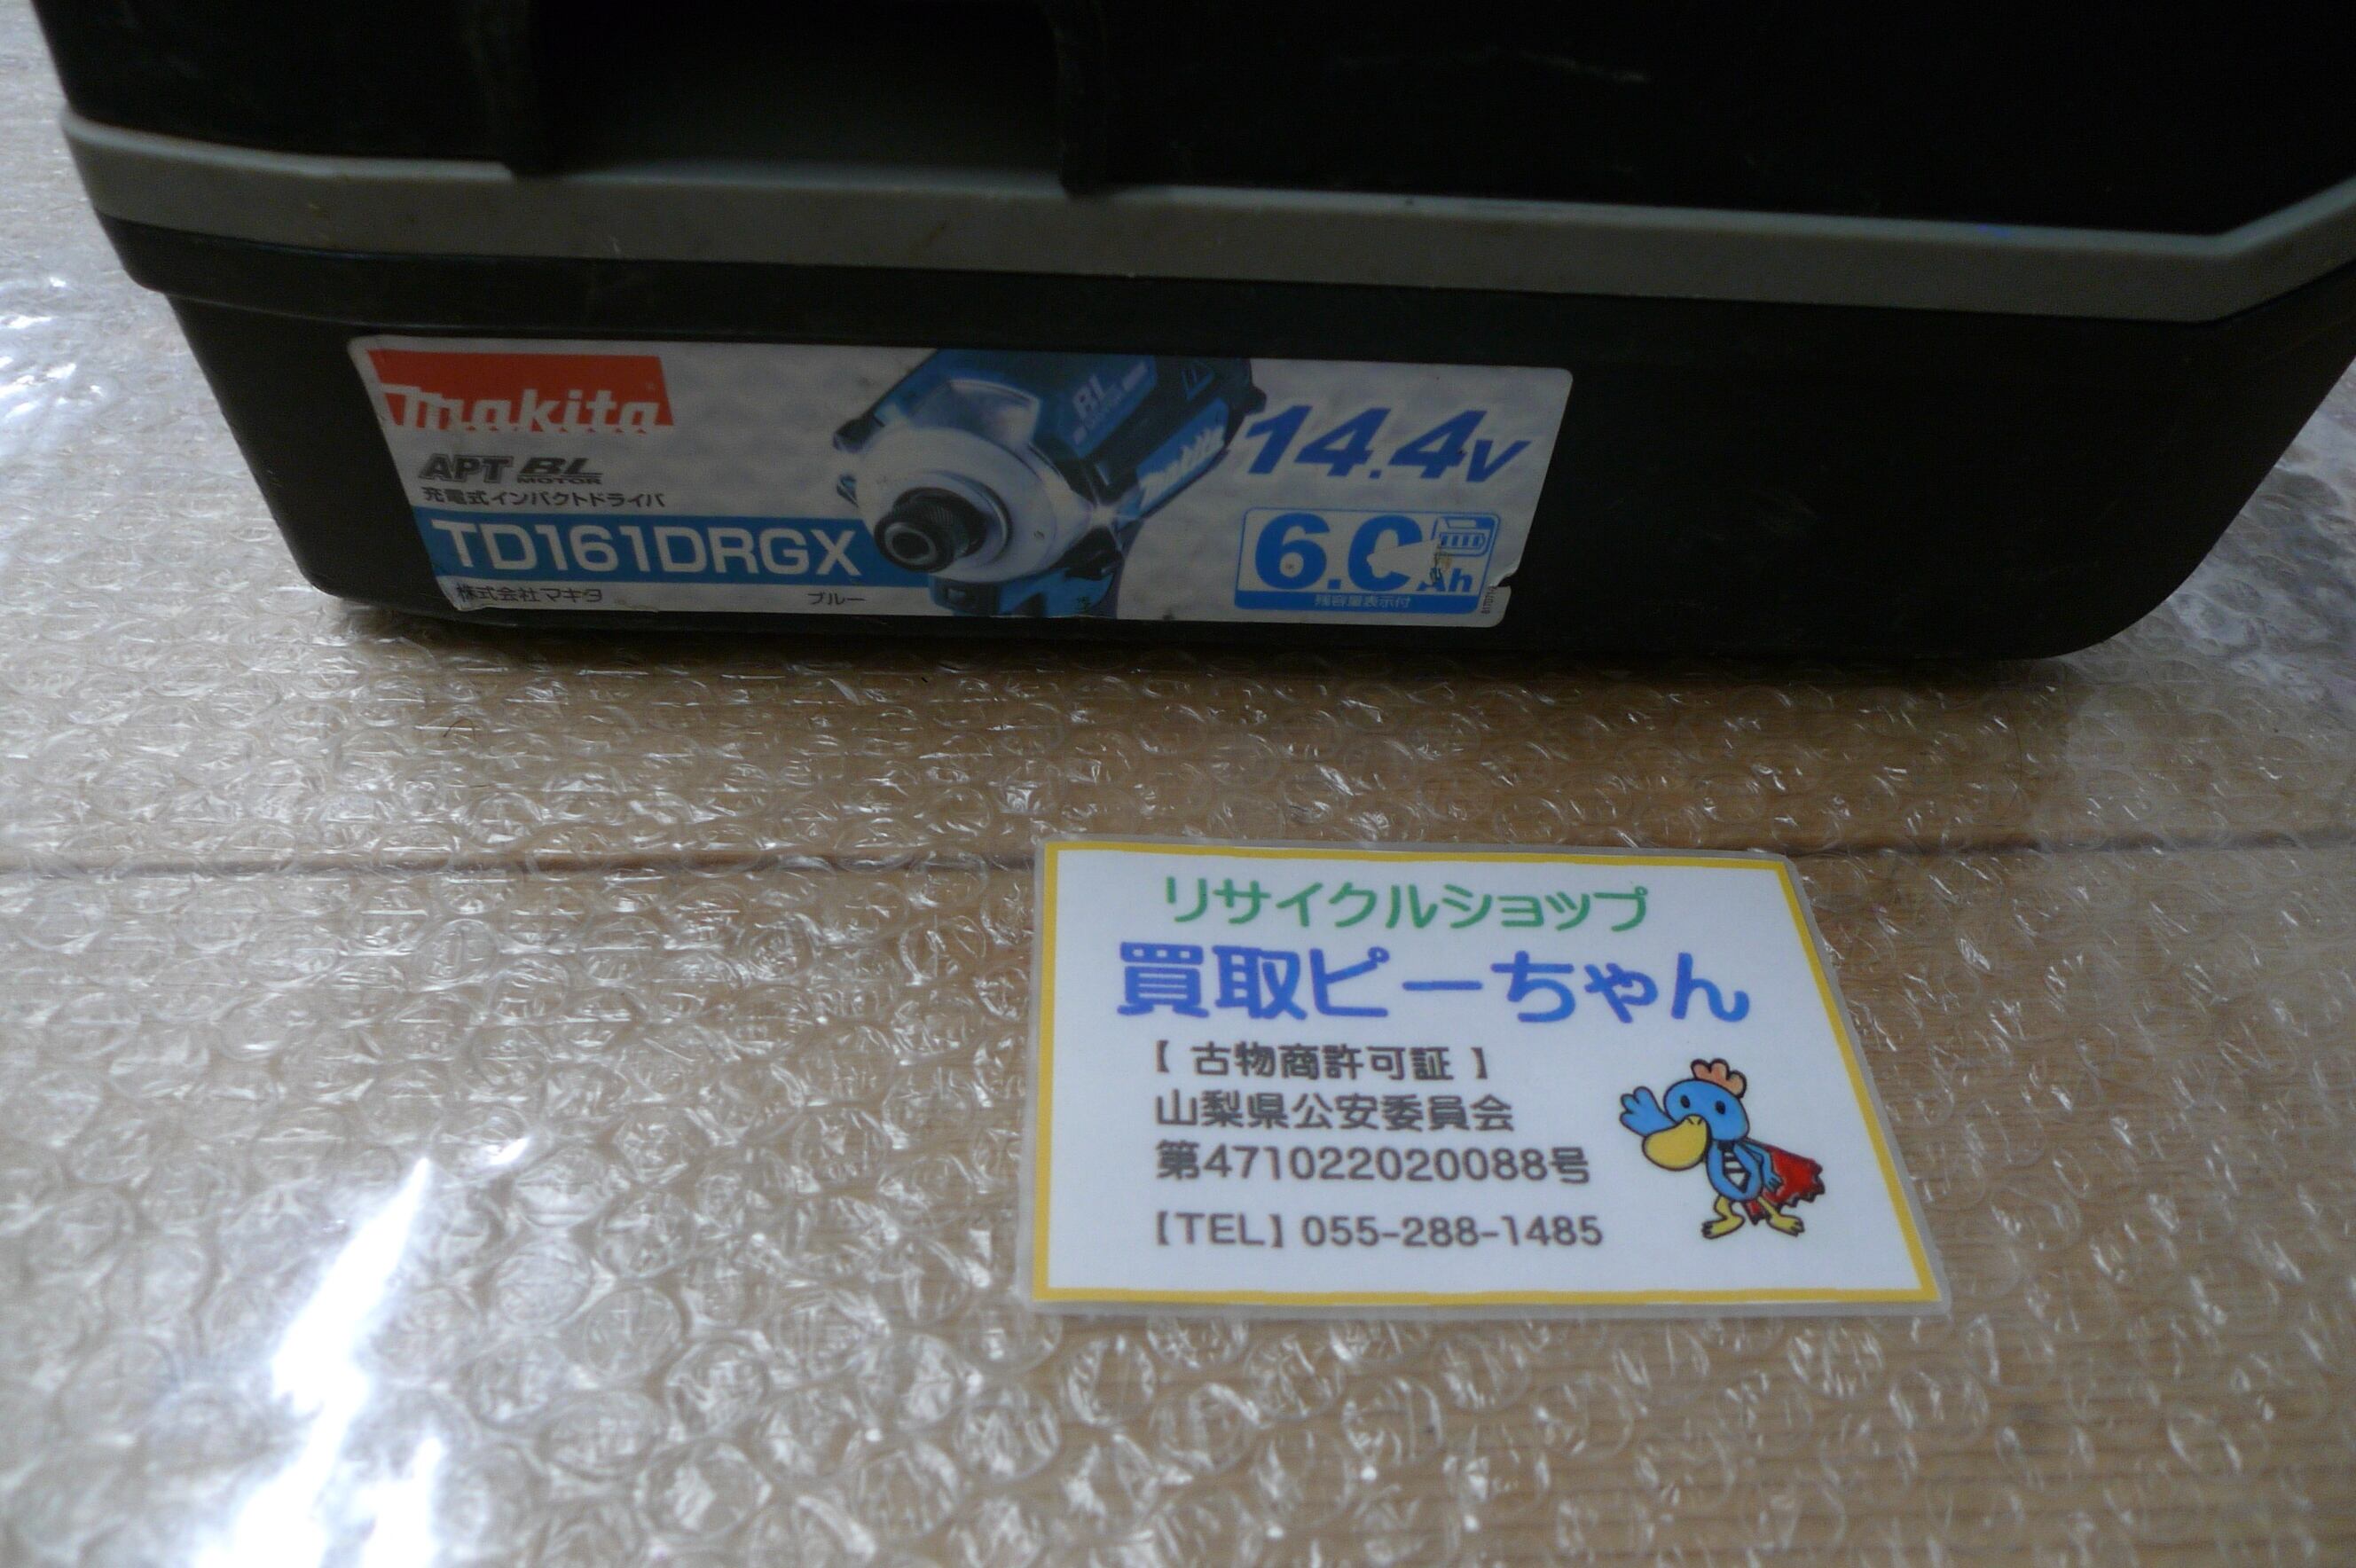 makita
14.4V
APT BL
MOTOR
充電式インパクトドライバ
BL
makita
TD161DRGX
6.0Ah
残容量表示付
株式会社マキタ
ブルー
リサイクルショップ
買取ピーちゃん
【 古物商許可証 】
山梨県公安委員会
第471022020088号
【TEL】 055-288-1485